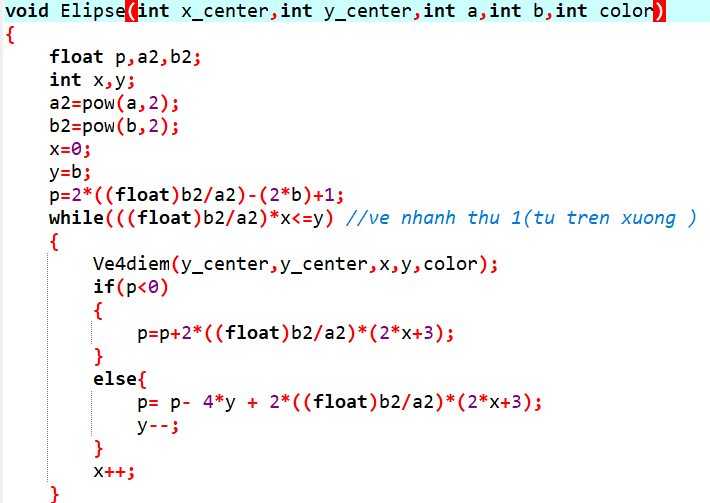 void Elipse(int x_center,int y_center,int a,int b,int color)
{
float p,a2,b2;
int x,y;
a2=pow(a,2);
b2=pow(b,2);
x=0;
y=b;
p=2*((float)b2/a2)-(2*b)+1;
while(((float)b2/a2)*x<=y) //ve nhanh thu 1(tu tren xuong )
{
Ve4diem(y_center,y_center,x,y,color);
if(p<0)
{
p=p+2*((float)b2/a2)*(2*x+3);
}
else{
p= p- 4*y + 2*((float)b2/a2)*(2*x+3);
y--;
}
x++;
}